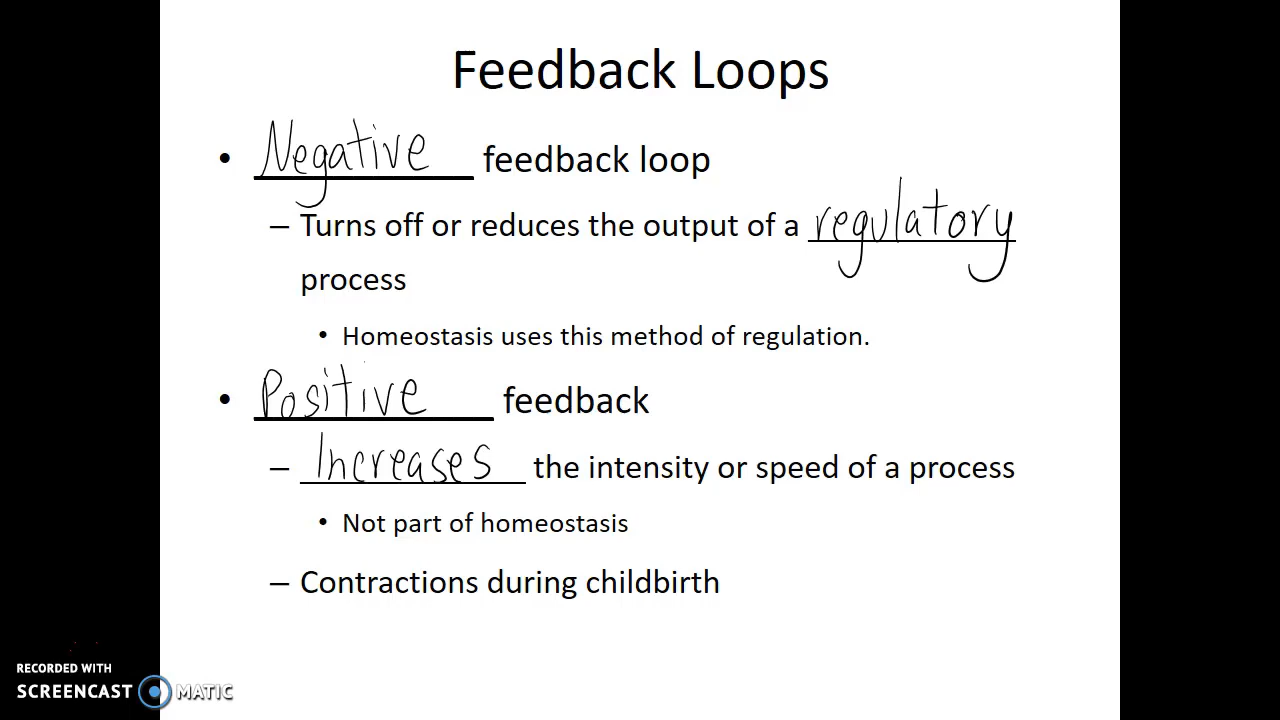 Feedback Loops
• Negative feedback loop
– Turns off or reduces the output of a regulatory
process
• Homeostasis uses this method of regulation.
• Positive feedback
– Increases the intensity or speed of a process
• Not part of homeostasis
– Contractions during childbirth
RECORDED WITH
SCREENCAST MATIC